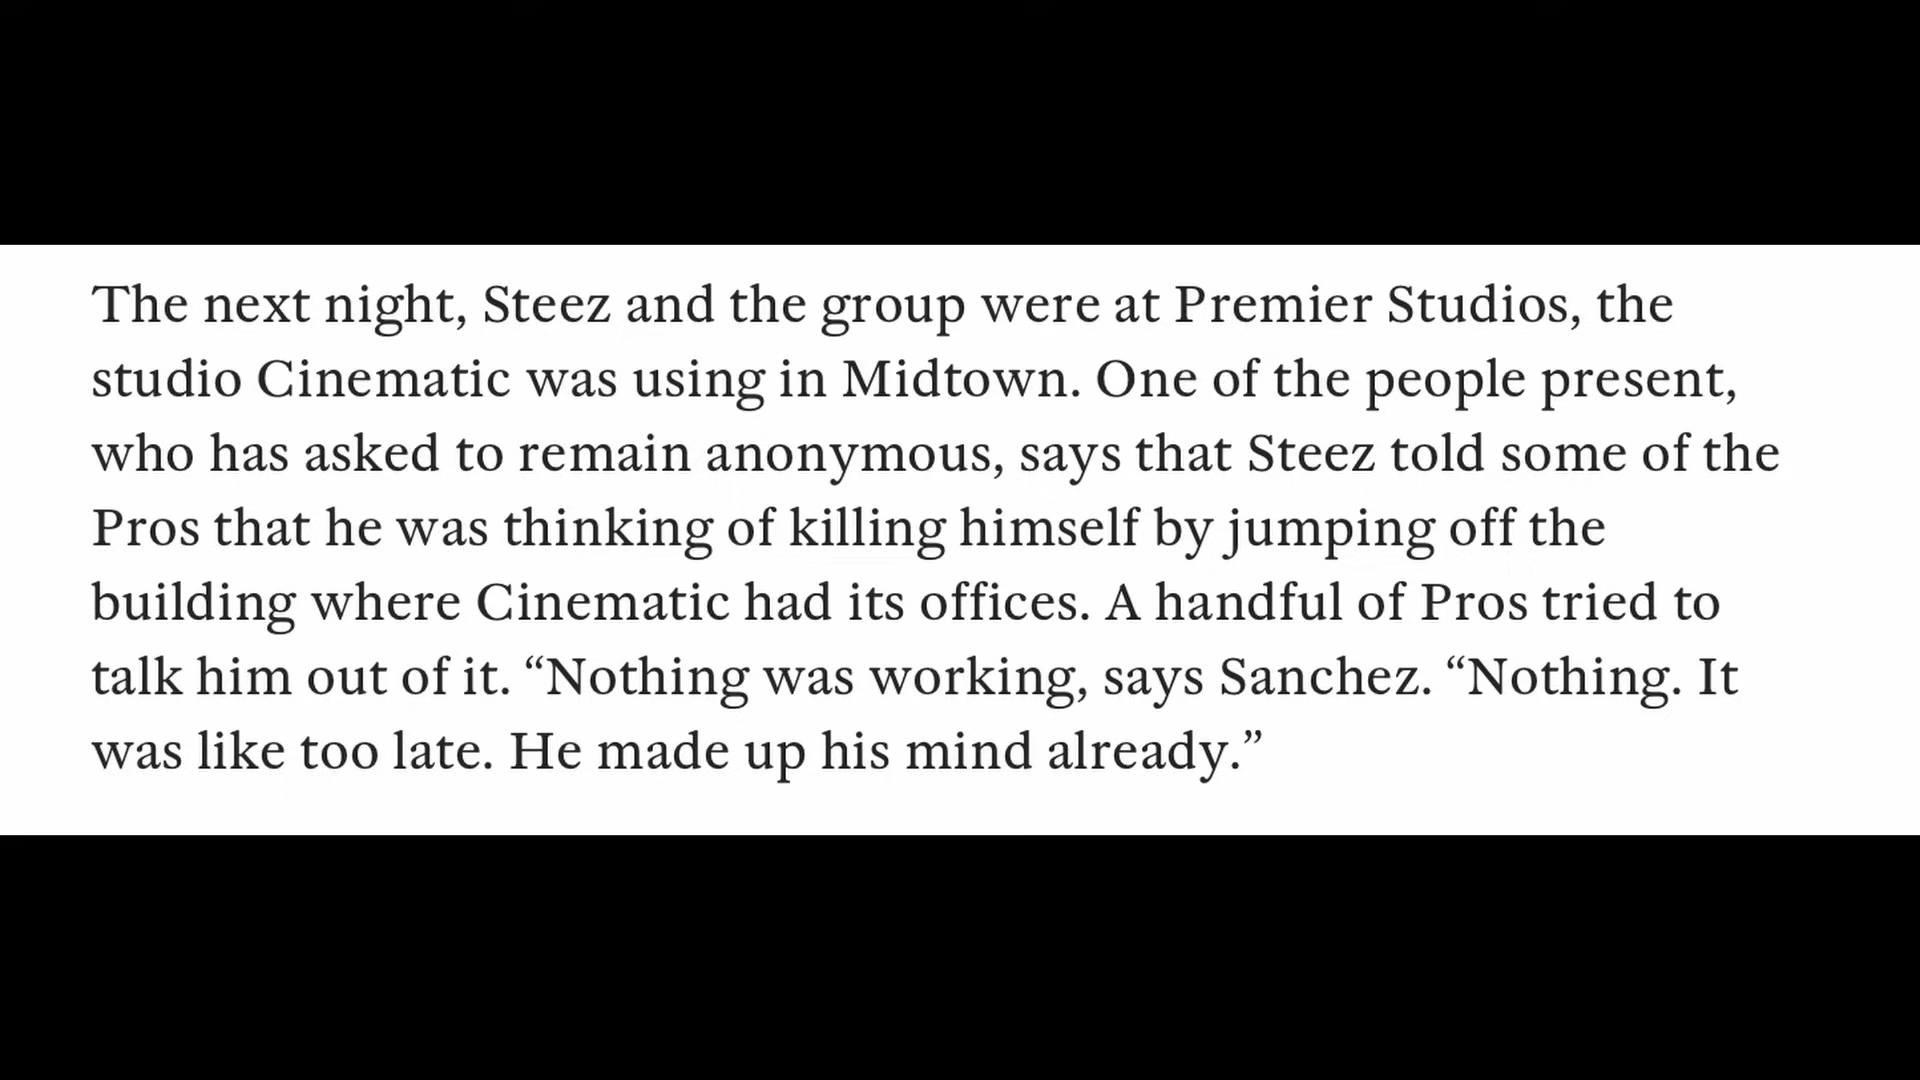 The next night, Steez and the group were at Premier Studios, the
studio Cinematic was using in Midtown. One of the people present,
who has asked to remain anonymous, says that Steez told some of the
Pros that he was thinking of killing himself by jumping off the
building where Cinematic had its offices. A handful of Pros tried to
talk him out of it. “Nothing was working, says Sanchez. “Nothing. It
was like too late. He made up his mind already.”